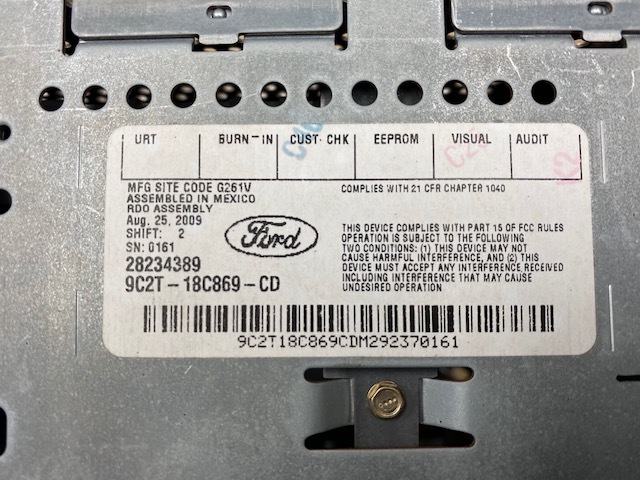 URT BURN-IN CUST. CHK EEPROM VISUAL AUDIT
MFG SITE CODE G261V
ASSEMBLED IN MEXICO
RDO ASSEMBLY
Aug. 25, 2009
SHIFT: 2
SN: 0161
28234389
9C2T-18C869-CD
Ford
COMPLIES WITH 21 CFR CHAPTER 1040
THIS DEVICE COMPLIES WITH PART 15 OF FCC RULES
OPERATION IS SUBJECT TO THE FOLLOWING
TWO CONDITIONS: (1) THIS DEVICE MAY NOT
CAUSE HARMFUL INTERFERENCE, AND (2) THIS
DEVICE MUST ACCEPT ANY INTERFERENCE RECEIVED
INCLUDING INTERFERENCE THAT MAY CAUSE
UNDESIRED OPERATION
9C2T18C869CDM292370161